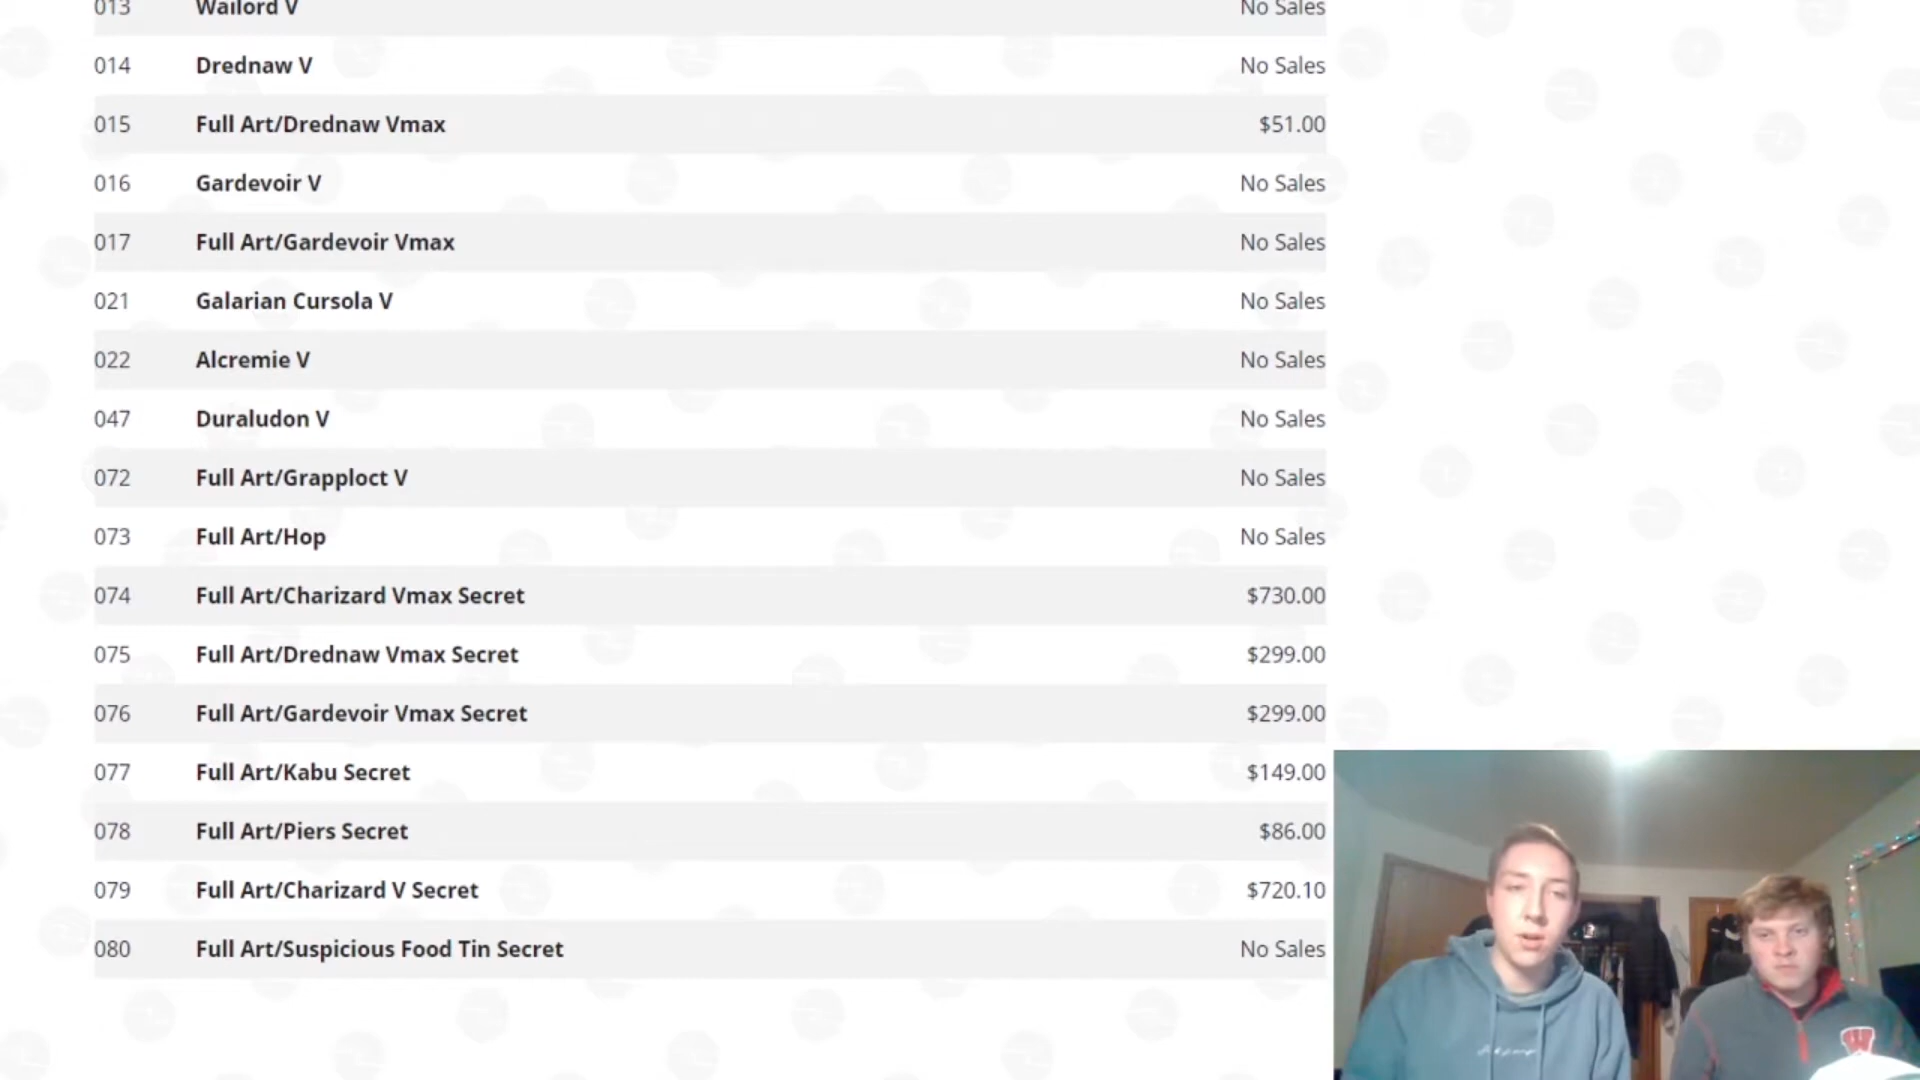 013 Wailord V No Sales
014 Drednaw V No Sales
015 Full Art/Drednaw Vmax $51.00
016 Gardevoir V No Sales
017 Full Art/Gardevoir Vmax No Sales
021 Galarian Cursola V No Sales
022 Alcremie V No Sales
047 Duraludon V No Sales
072 Full Art/Grapploct V No Sales
073 Full Art/Hop No Sales
074 Full Art/Charizard Vmax Secret $730.00
075 Full Art/Drednaw Vmax Secret $299.00
076 Full Art/Gardevoir Vmax Secret $299.00
077 Full Art/Kabu Secret $149.00
078 Full Art/Piers Secret $86.00
079 Full Art/Charizard V Secret $720.10
080 Full Art/Suspicious Food Tin Secret No Sales
W